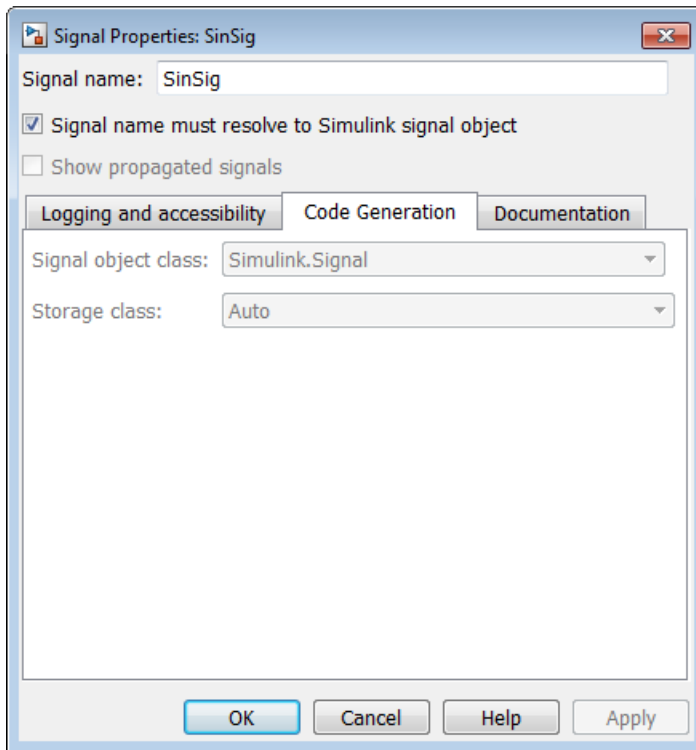 Signal Properties: SinSig
Signal name: SinSig
Signal name must resolve to Simulink signal object
Show propagated signals
Logging and accessibility Code Generation Documentation
Signal object class: Simulink.Signal
Storage class: Auto
OK Cancel Help Apply